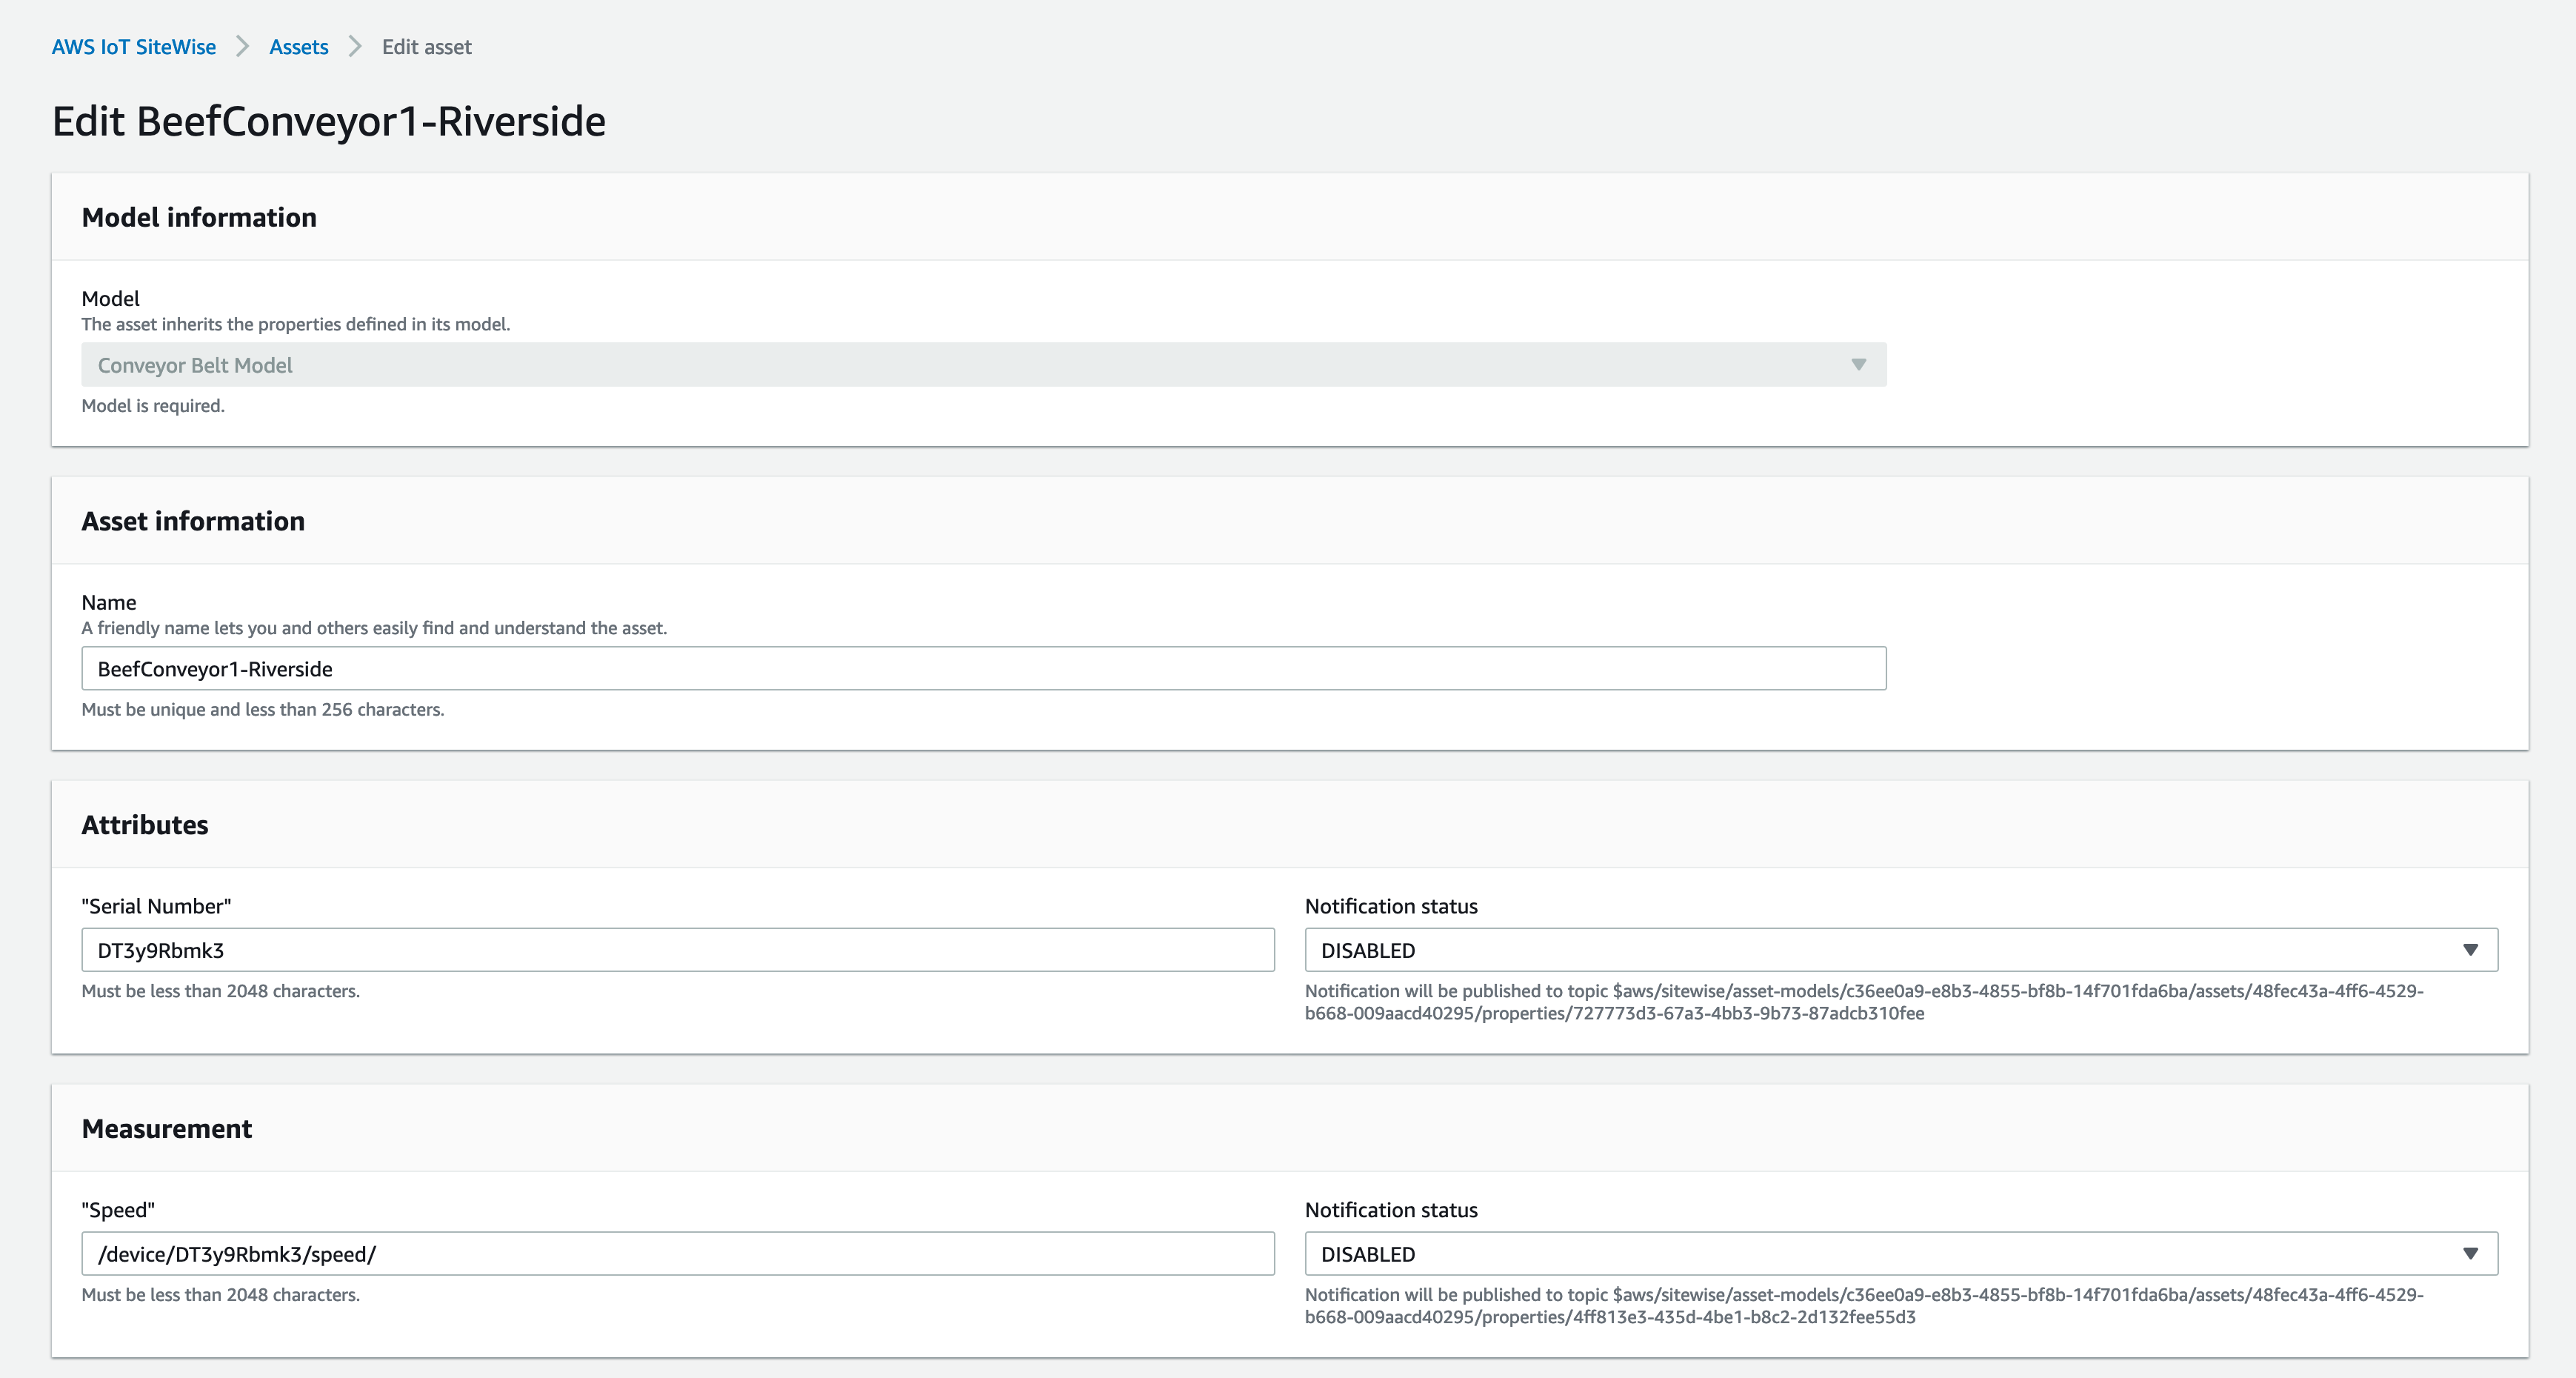 AWS IoT SiteWise > Assets > Edit asset
Edit BeefConveyor1-Riverside
Model information
Model
The asset inherits the properties defined in its model.
Conveyor Belt Model
Model is required.
Asset information
Name
A friendly name lets you and others easily find and understand the asset.
BeefConveyor1-Riverside
Must be unique and less than 256 characters.
Attributes
"Serial Number"
DT3y9Rbmk3
Must be less than 2048 characters.
Notification status
DISABLED
Notification will be published to topic $aws/sitewise/asset-models/c36ee0a9-e8b3-4855-bf8b-14f701fda6ba/assets/48fec43a-4ff6-4529-
b668-009aacd40295/properties/727773d3-67a3-4bb3-9b73-87adcb310fee
Measurement
"Speed"
/device/DT3y9Rbmk3/speed/
Must be less than 2048 characters.
Notification status
DISABLED
Notification will be published to topic $aws/sitewise/asset-models/c36ee0a9-e8b3-4855-bf8b-14f701fda6ba/assets/48fec43a-4ff6-4529-
b668-009aacd40295/properties/4ff813e3-435d-4be1-b8c2-2d132fee55d3